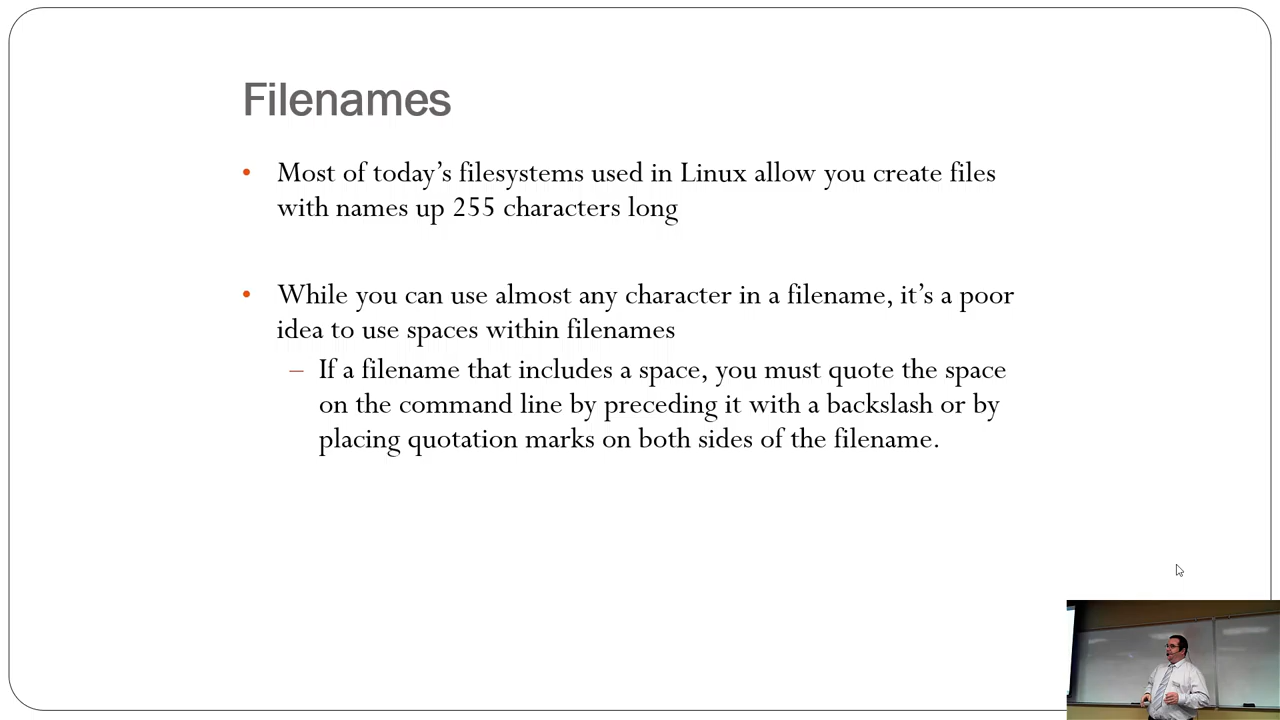 Filenames
• Most of today's filesystems used in Linux allow you create files
with names up 255 characters long
• While you can use almost any character in a filename, it's a poor
idea to use spaces within filenames
– If a filename that includes a space, you must quote the space
on the command line by preceding it with a backslash or by
placing quotation marks on both sides of the filename.